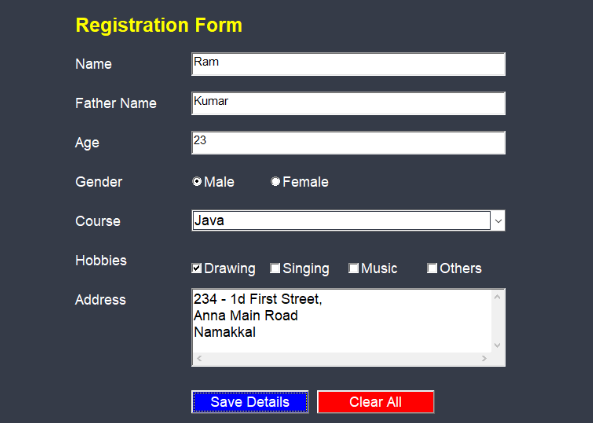 Registration Form
Name Ram
Father Name Kumar
Age 23
Gender Male Female
Course Java
Hobbies Drawing Singing Music Others
Address 234 - 1d First Street,
Anna Main Road
Namakkal
Save Details Clear All